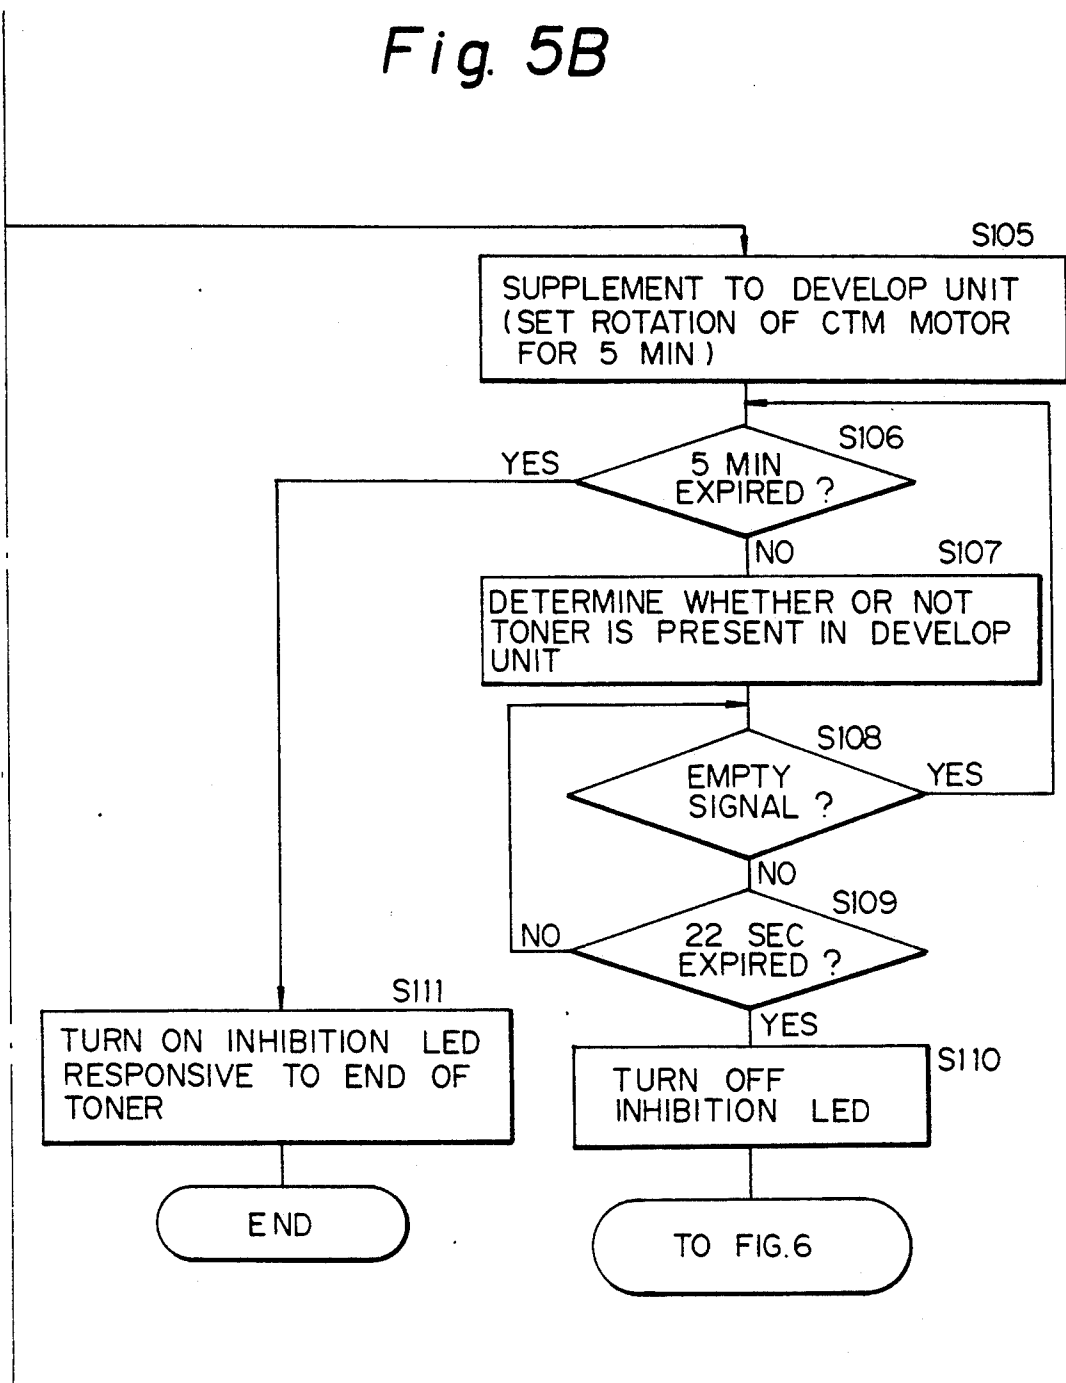 Fig. 5B
S105
SUPPLEMENT TO DEVELOP UNIT
(SET ROTATION OF CTM MOTOR
FOR 5 MIN)
S106
YES
5 MIN
EXPIRED ?
NO
S107
DETERMINE WHETHER OR NOT
TONER IS PRESENT IN DEVELOP
UNIT
S108
EMPTY
SIGNAL ?
YES
NO
S109
NO
22 SEC
EXPIRED ?
YES
S111
TURN ON INHIBITION LED
RESPONSIVE TO END OF
TONER
S110
TURN OFF
INHIBITION LED
END
TO FIG.6